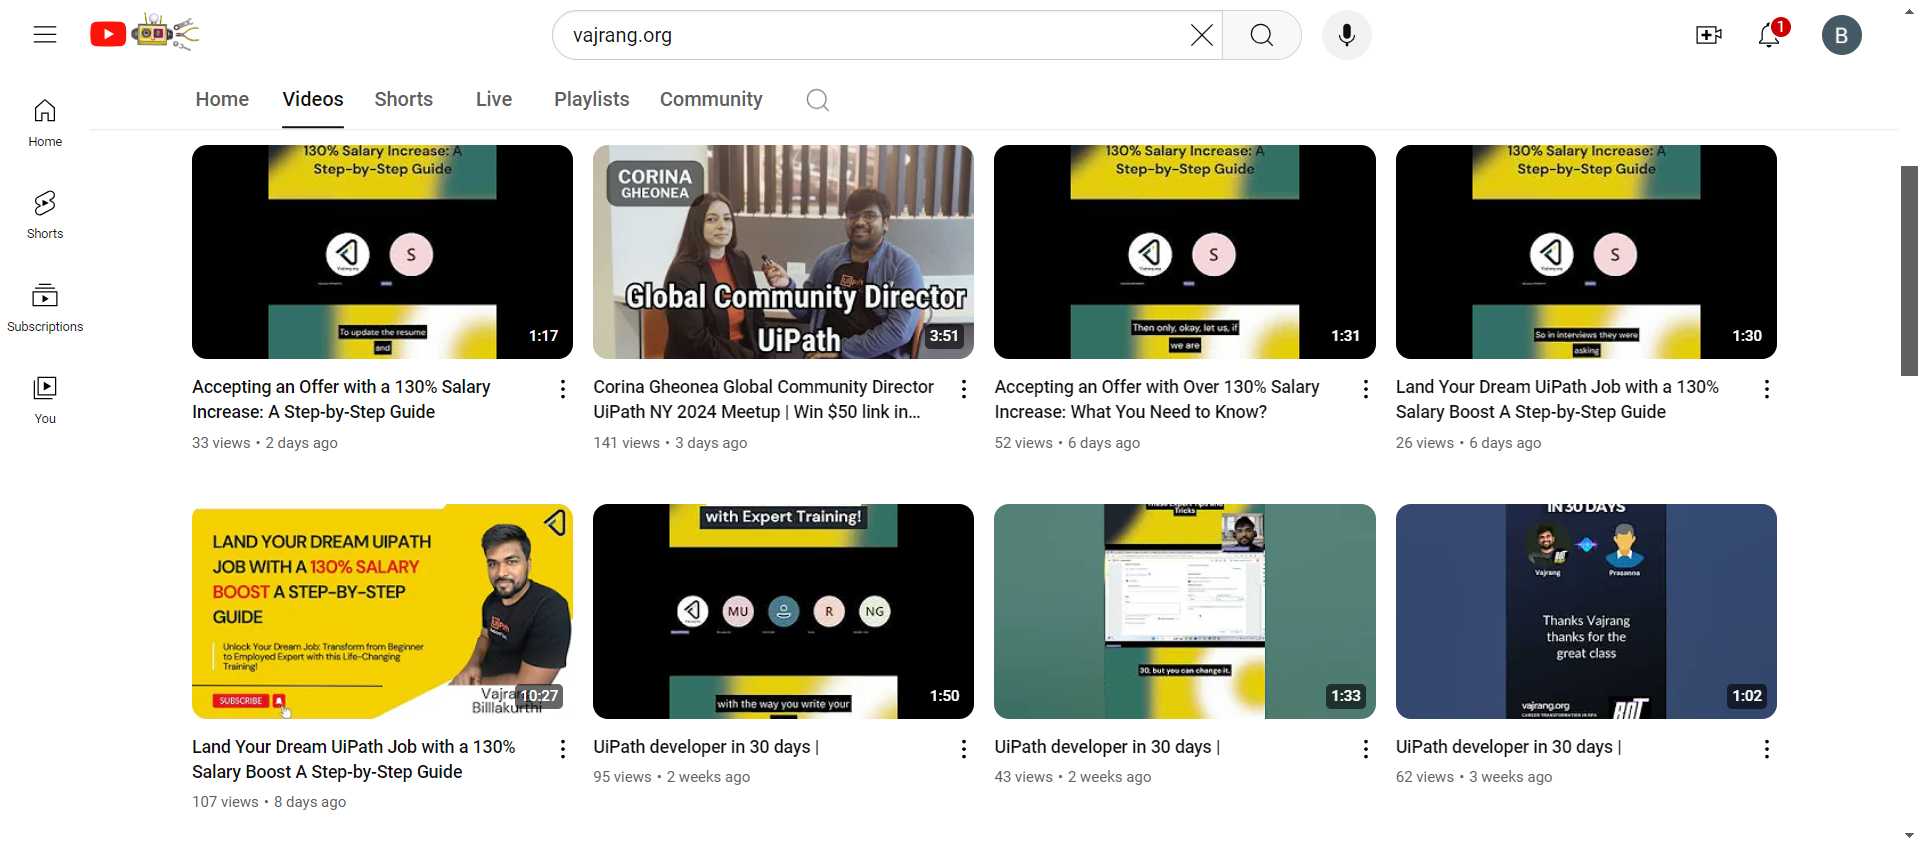 vajrang.org
1
B
Home
Videos
Shorts
Live
Playlists
Community
Home
Shorts
Subscriptions
You
130% Salary Increase: A
Step-by-Step Guide
S
To update the resume
and
1:17
Accepting an Offer with a 130% Salary
Increase: A Step-by-Step Guide
33 views • 2 days ago
CORINA
GHEONEA
Global Community Director
UiPath
3:51
Corina Gheonea Global Community Director
UiPath NY 2024 Meetup | Win $50 link in...
141 views • 3 days ago
130% Salary Increase: A
Step-by-Step Guide
S
Then only, okay, let us, if
we are
1:31
Accepting an Offer with Over 130% Salary
Increase: What You Need to Know?
52 views • 6 days ago
130% Salary Increase: A
Step-by-Step Guide
S
So in interviews they were
asking
1:30
Land Your Dream UiPath Job with a 130%
Salary Boost A Step-by-Step Guide
26 views • 6 days ago
LAND YOUR DREAM UIPATH
JOB WITH A 130% SALARY
BOOST A STEP-BY-STEP
GUIDE
Unlock Your Dream Job: Transform from Beginner
to Employed Expert with this Life-Changing
Training!
SUBSCRIBE
UiPath
Vajrang
Billlakurthi
10:27
Land Your Dream UiPath Job with a 130%
Salary Boost A Step-by-Step Guide
107 views • 8 days ago
with Expert Training!
MU
R
NG
with the way you write your
1:50
UiPath developer in 30 days |
95 views • 2 weeks ago
Tricks
30, but you can change it.
1:33
UiPath developer in 30 days |
43 views • 2 weeks ago
IN 30 DAYS
Vajrang
Prasanna
Thanks Vajrang
thanks for the
great class
vajrang.org
CAREER TRANSFORMATION IN RPA
BOT
1:02
UiPath developer in 30 days |
62 views • 3 weeks ago